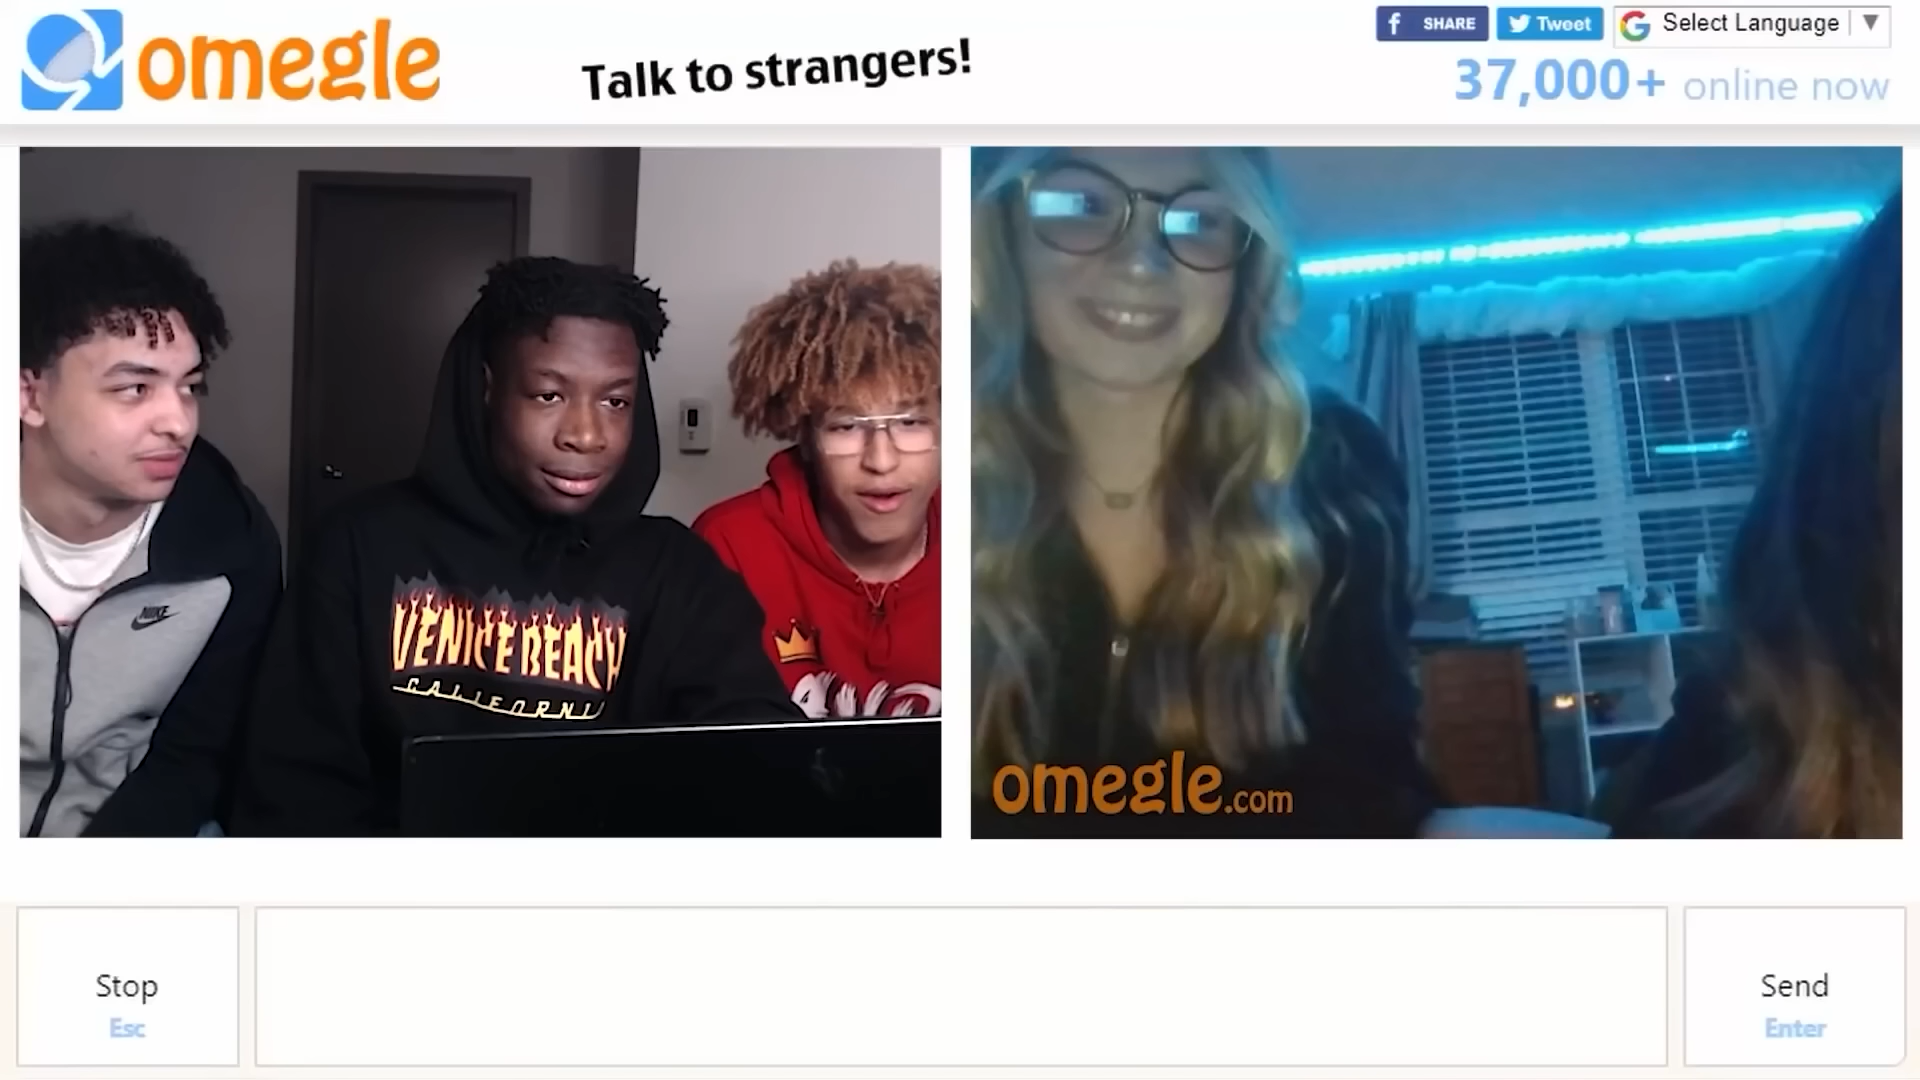 omegle
Talk to strangers!
f SHARE
Tweet
G Select Language ▼
37,000+ online now
NIKE
VENICE BEACH
CALIFORNIA
omegle.com
Stop
Esc
Send
Enter